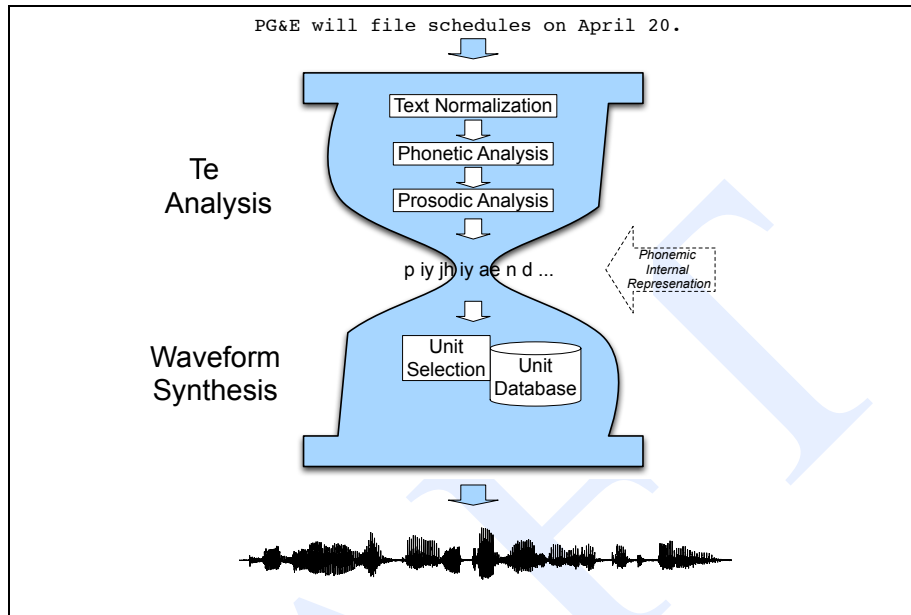 PG&E will file schedules on April 20.
Text Normalization
Phonetic Analysis
Prosodic Analysis
Te
Analysis
p iy jh iy ae n d ...
Phonemic
Internal
Represenation
Unit
Selection
Unit
Database
Waveform
Synthesis